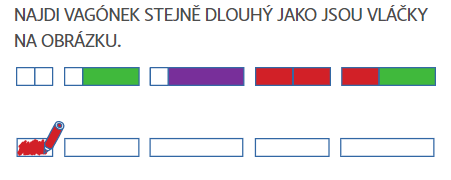 NAJDI VAGÓNEK STEJNĚ DLOUHÝ JAKO JSOU VLÁČKY
NA OBRÁZKU.